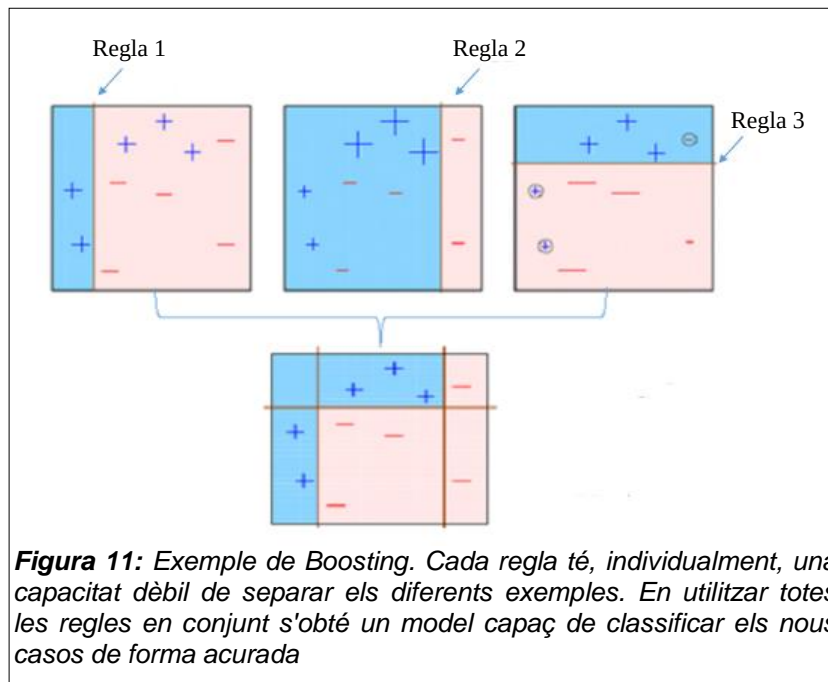 Regla 1
Regla 2
Regla 3
Figura 11: Exemple de Boosting. Cada regla té, individualment, una
capacitat dèbil de separar els diferents exemples. En utilitzar totes
les regles en conjunt s'obté un model capaç de classificar els nous
casos de forma acurada